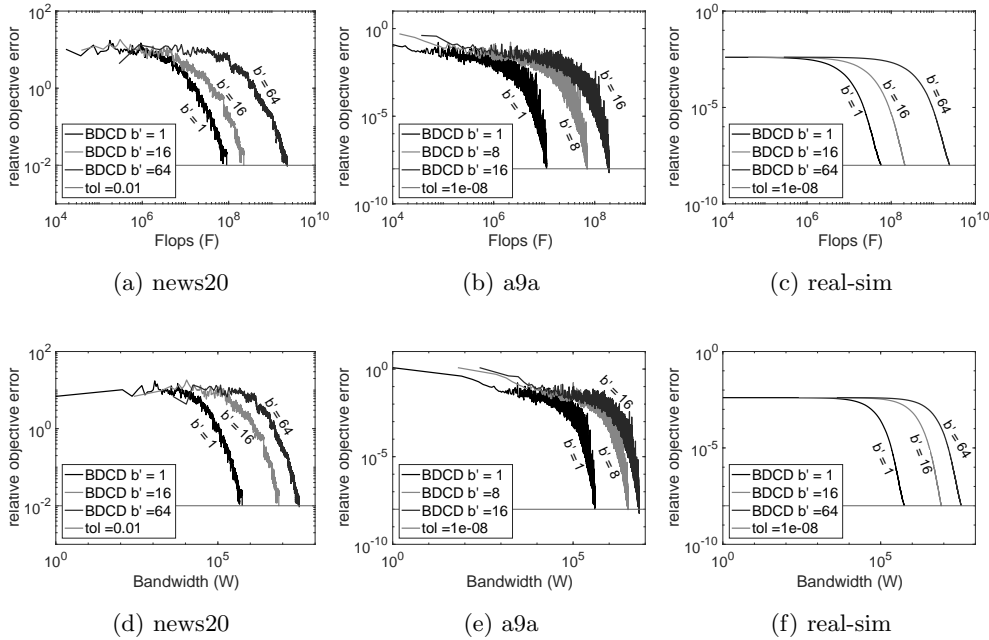 relative objective error
10^2
10^0
10^-2
b' = 1
b' = 16
b' = 64
BDCD b' = 1
BDCD b' =16
BDCD b' =64
tol =0.01
10^4
10^6
10^8
10^10
Flops (F)
(a) news20
relative objective error
10^0
10^-5
10^-10
b' = 1
b' = 8
b' = 16
BDCD b' = 1
BDCD b' =8
BDCD b' =16
tol =1e-08
10^4
10^6
10^8
Flops (F)
(b) a9a
relative objective error
10^0
10^-5
10^-10
b' = 1
b' = 16
b' = 64
BDCD b' = 1
BDCD b' =16
BDCD b' =64
tol =1e-08
10^4
10^6
10^8
10^10
Flops (F)
(c) real-sim
relative objective error
10^2
10^0
10^-2
b' = 1
b' = 16
b' = 64
BDCD b' = 1
BDCD b' =16
BDCD b' =64
tol =0.01
10^0
10^5
Bandwidth (W)
(d) news20
relative objective error
10^0
10^-5
10^-10
b' = 1
b' = 8
b' = 16
BDCD b' = 1
BDCD b' =8
BDCD b' =16
tol =1e-08
10^0
10^5
Bandwidth (W)
(e) a9a
relative objective error
10^0
10^-5
10^-10
b' = 1
b' = 16
b' = 64
BDCD b' = 1
BDCD b' =16
BDCD b' =64
tol =1e-08
10^0
10^5
Bandwidth (W)
(f) real-sim